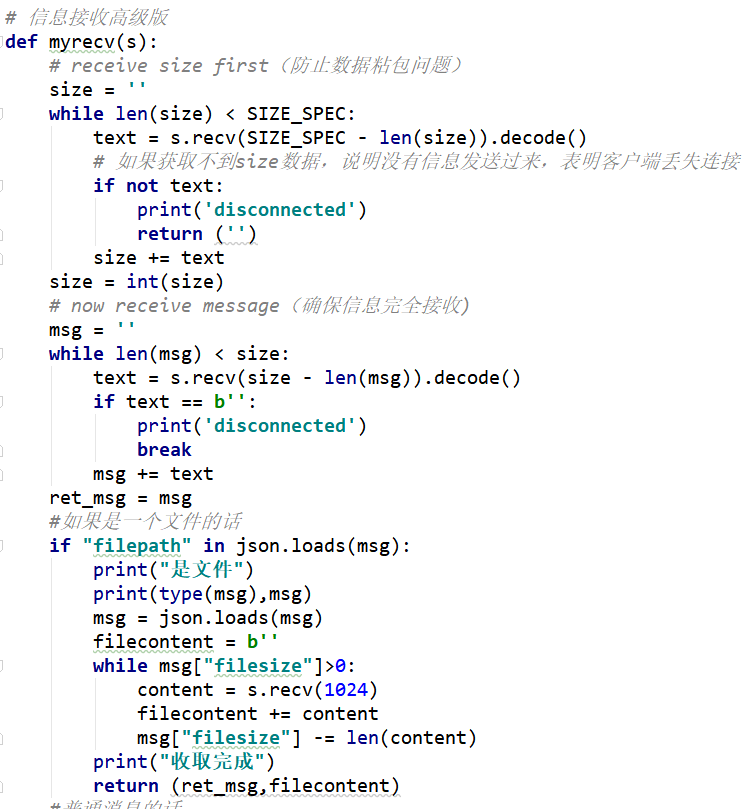 # 信息接收高级版
def myrecv(s):
    # receive size first（防止数据粘包问题）
    size = ''
    while len(size) < SIZE_SPEC:
        text = s.recv(SIZE_SPEC - len(size)).decode()
        # 如果获取不到size数据，说明没有信息发送过来，表明客户端丢失连接
        if not text:
            print('disconnected')
            return ('')
        size += text
    size = int(size)
    # now receive message（确保信息完全接收)
    msg = ''
    while len(msg) < size:
        text = s.recv(size - len(msg)).decode()
        if text == b'':
            print('disconnected')
            break
        msg += text
    ret_msg = msg
    #如果是一个文件的话
    if "filepath" in json.loads(msg):
        print("是文件")
        print(type(msg),msg)
        msg = json.loads(msg)
        filecontent = b''
        while msg["filesize"]>0:
            content = s.recv(1024)
            filecontent += content
            msg["filesize"] -= len(content)
        print("收取完成")
        return (ret_msg,filecontent)
    #普通消息的话